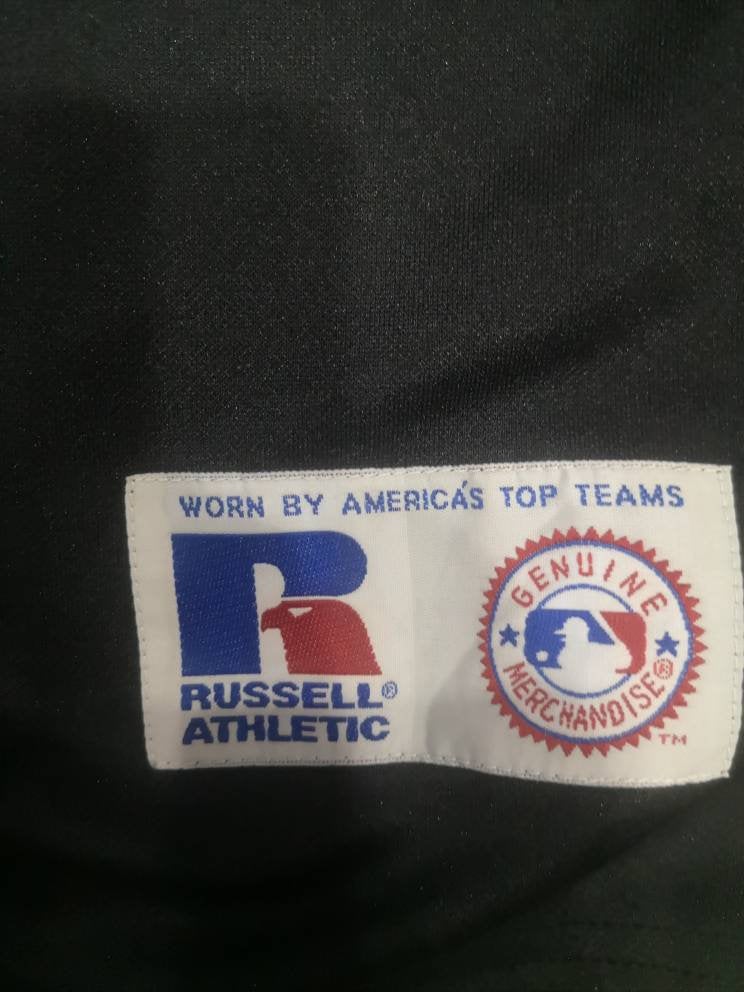 WORN BY AMERICA'S TOP TEAMS
R
RUSSELL®
ATHLETIC
GENUINE
MERCHANDISE®
TM